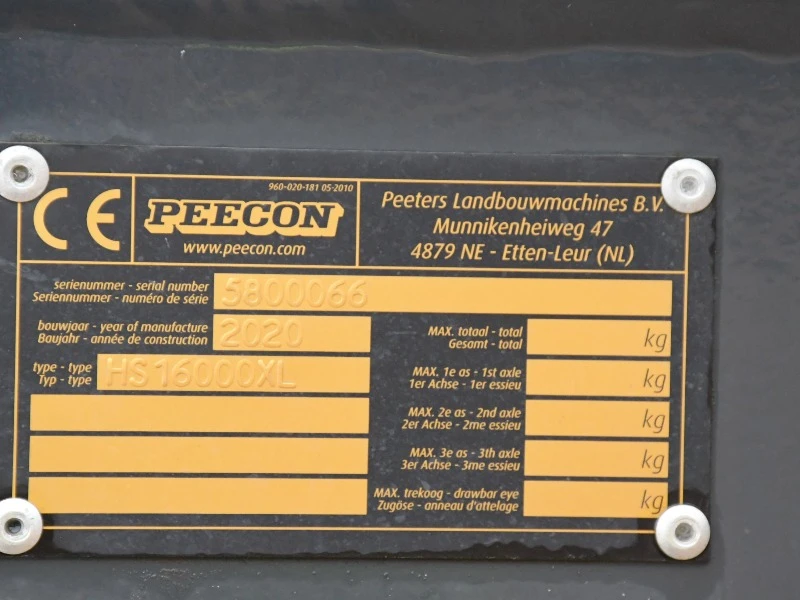 CE
960-020-181 05-2010
PEECON
www.peecon.com
Peeters Landbouwmachines B.V.
Munnikenheiweg 47
4879 NE - Etten-Leur (NL)
serienummer - serial number
Seriennummer - numéro de série
5800066
bouwjaar - year of manufacture
Baujahr - année de construction
2020
type - type
Typ - type
HS16000XL
MAX. totaal - total
Gesamt - total
kg
MAX. 1e as - 1st axle
1er Achse - 1er essieu
kg
MAX. 2e as - 2nd axle
2er Achse - 2me essieu
kg
MAX. 3e as - 3th axle
3er Achse - 3me essieu
kg
MAX. trekoog - drawbar eye
Zugöse - anneau d'attelage
kg